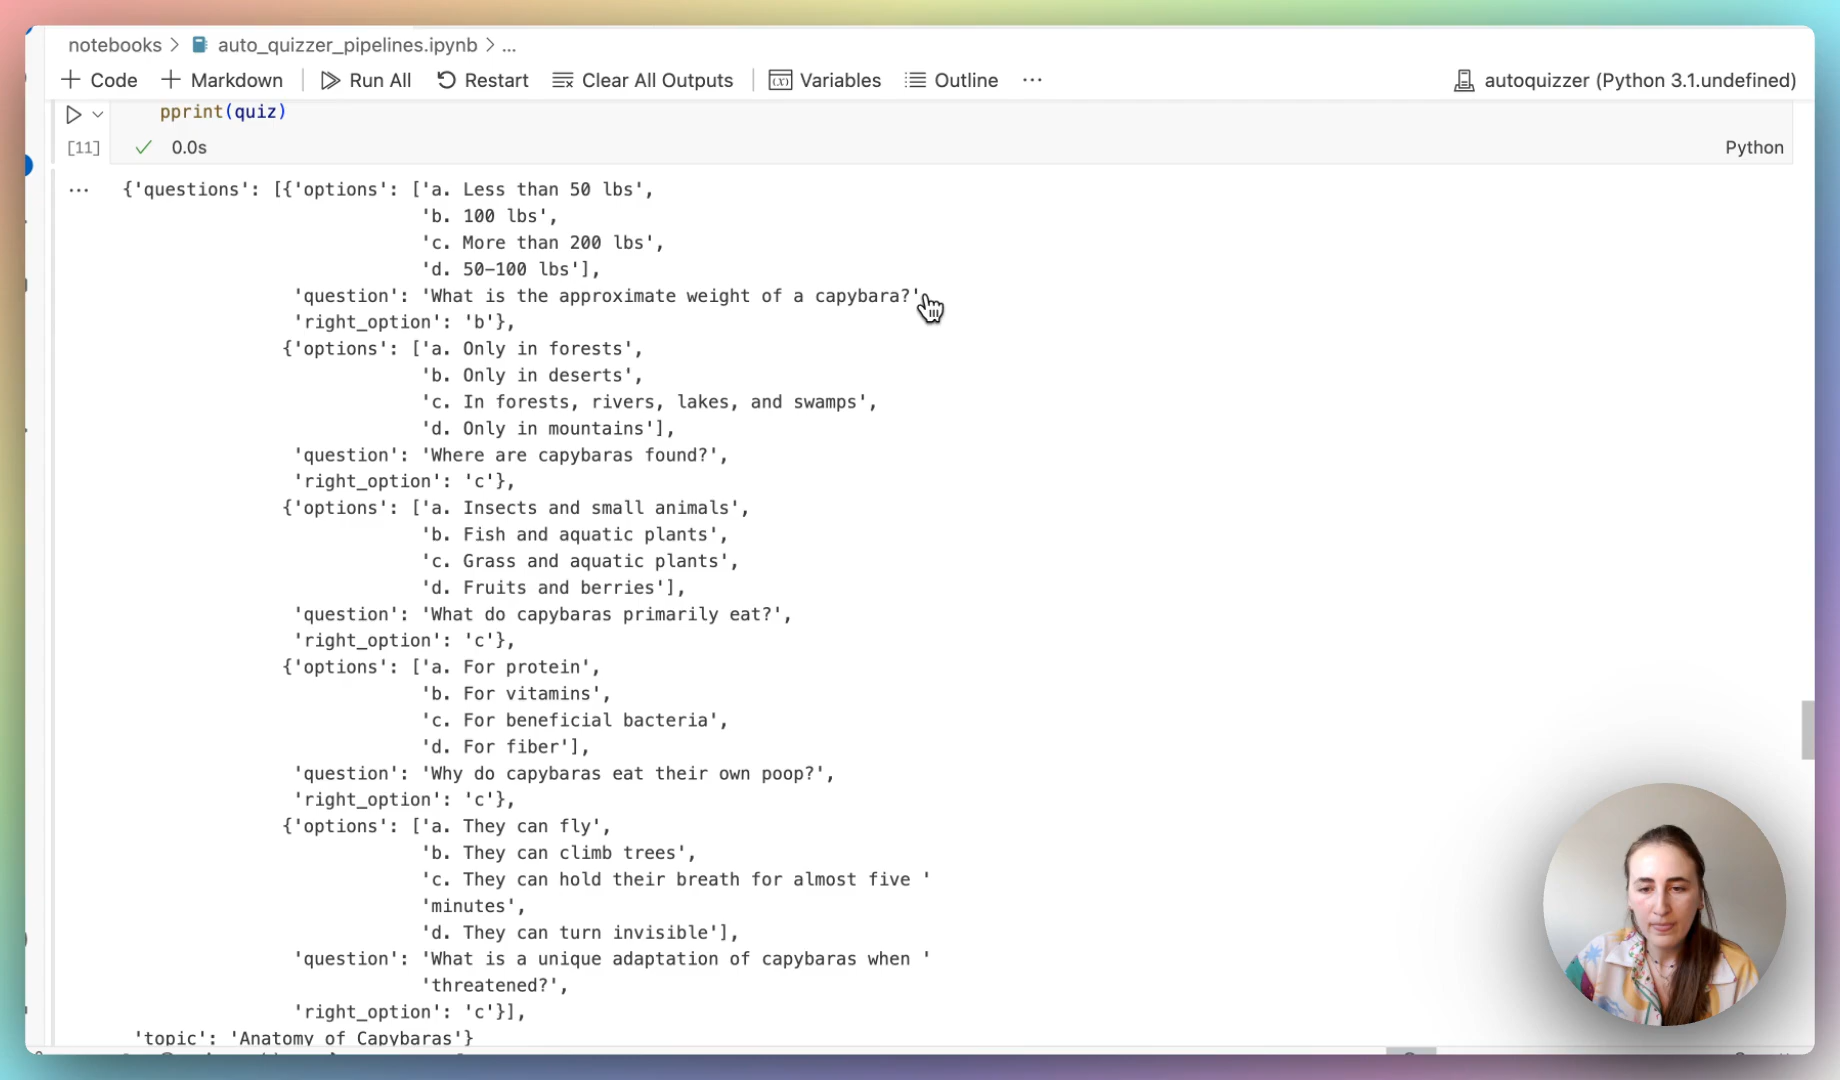 notebooks > auto_quizzer_pipelines.ipynb > ...
+ Code + Markdown Run All Restart Clear All Outputs Variables Outline ... autoquizzer (Python 3.1.undefined)
pprint(quiz)
[11] 0.0s Python
... {'questions': [{'options': ['a. Less than 50 lbs',
'b. 100 lbs',
'c. More than 200 lbs',
'd. 50-100 lbs'],
'question': 'What is the approximate weight of a capybara?'
'right_option': 'b'},
{'options': ['a. Only in forests',
'b. Only in deserts',
'c. In forests, rivers, lakes, and swamps',
'd. Only in mountains'],
'question': 'Where are capybaras found?',
'right_option': 'c'},
{'options': ['a. Insects and small animals',
'b. Fish and aquatic plants',
'c. Grass and aquatic plants',
'd. Fruits and berries'],
'question': 'What do capybaras primarily eat?',
'right_option': 'c'},
{'options': ['a. For protein',
'b. For vitamins',
'c. For beneficial bacteria',
'd. For fiber'],
'question': 'Why do capybaras eat their own poop?',
'right_option': 'c'},
{'options': ['a. They can fly',
'b. They can climb trees',
'c. They can hold their breath for almost five '
'minutes',
'd. They can turn invisible'],
'question': 'What is a unique adaptation of capybaras when '
'threatened?',
'right_option': 'c'}],
'topic': 'Anatomy of Capybaras'}